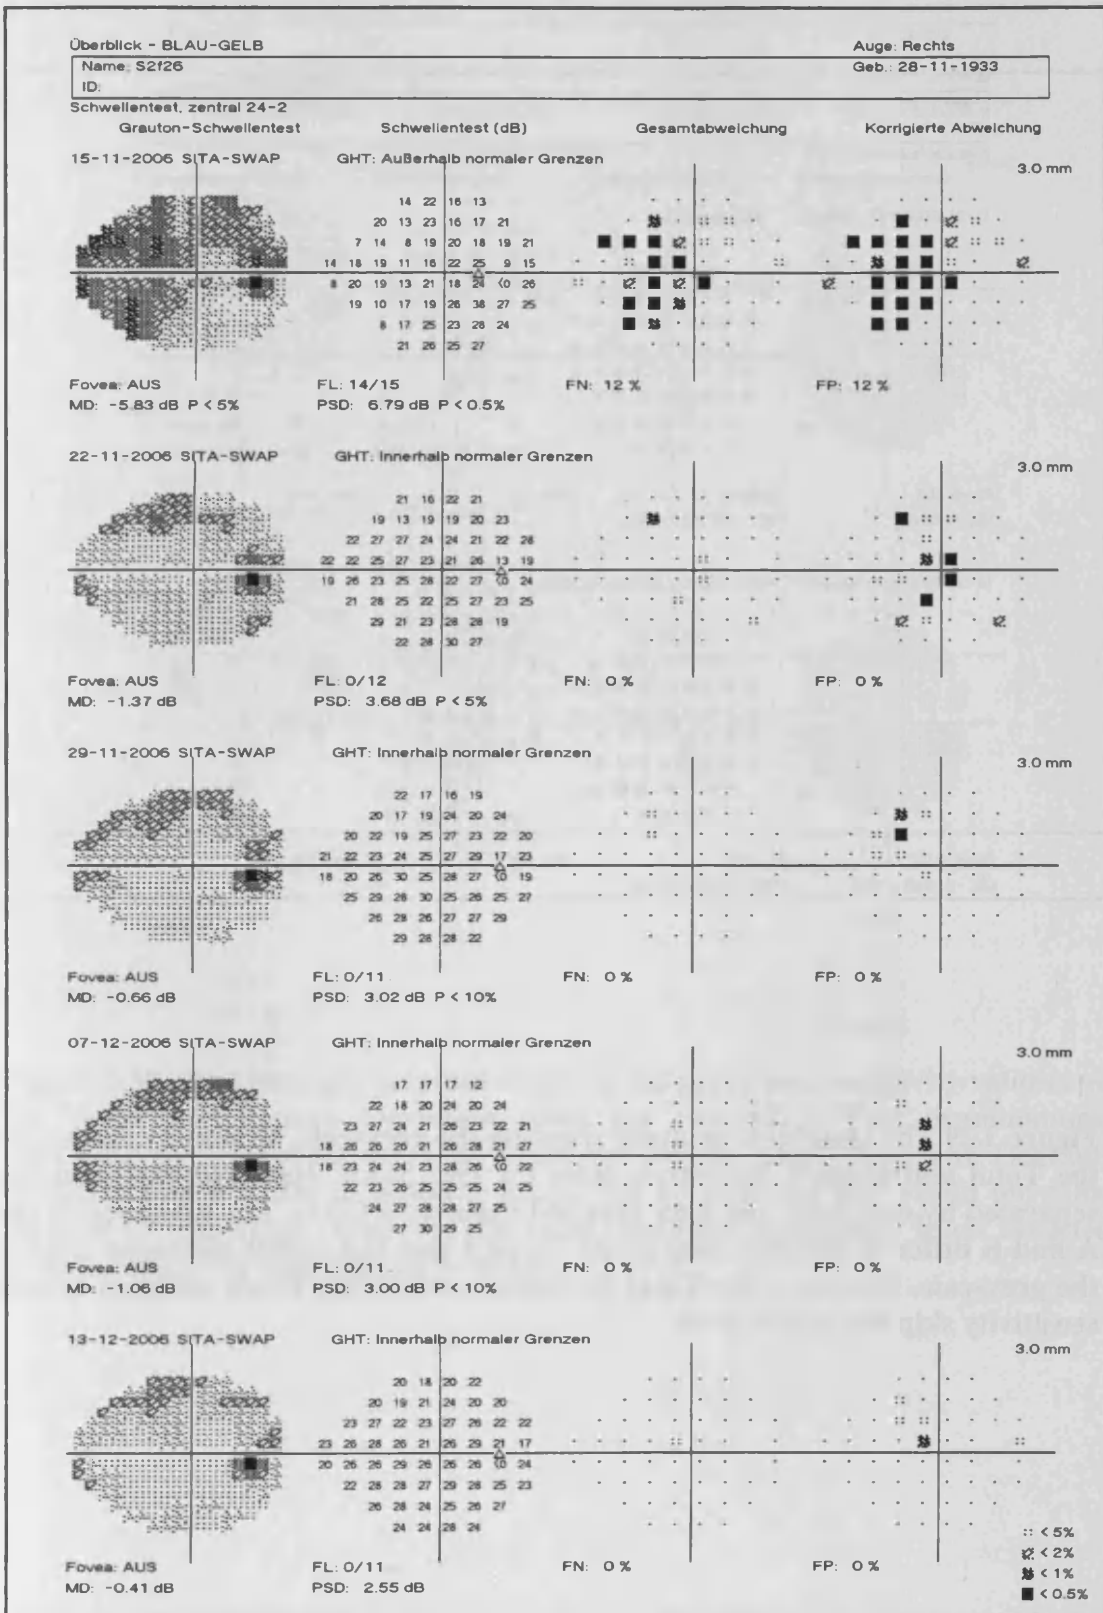 Überblick - BLAU-GELB Auge: Rechts
Name: S2f26 Geb.: 28-11-1933
ID:
Schwellentest, zentral 24-2
Grauton-Schwellentest Schwellentest (dB) Gesamtabweichung Korrigierte Abweichung
15-11-2006 SITA-SWAP GHT: Außerhalb normaler Grenzen 3.0 mm
14 22 16 13
20 13 23 16 17 21
7 14 8 19 20 18 19 21
14 18 19 11 16 22 25 9 15
8 20 19 13 21 18 24 <0 26
19 10 17 19 26 38 27 25
8 17 25 23 28 24
21 26 25 27
Fovea: AUS FL: 14/15 FN: 12 % FP: 12 %
MD: -5.83 dB P < 5% PSD: 6.79 dB P < 0.5%
22-11-2006 SITA-SWAP GHT: Innerhalb normaler Grenzen 3.0 mm
21 16 22 21
19 13 19 19 20 23
22 27 27 24 24 21 22 28
22 22 25 27 23 21 26 13 19
19 26 23 25 28 22 27 <0 24
21 28 25 22 25 27 23 25
29 21 23 28 28 19
22 28 30 27
Fovea: AUS FL: 0/12 FN: 0 % FP: 0 %
MD: -1.37 dB PSD: 3.68 dB P < 5%
29-11-2006 SITA-SWAP GHT: Innerhalb normaler Grenzen 3.0 mm
22 17 16 19
20 17 19 24 20 24
20 22 19 25 27 23 22 20
21 22 23 24 25 27 29 17 23
18 20 26 30 25 28 27 <0 19
25 29 28 30 25 26 25 27
26 28 26 27 27 29
29 28 28 22
Fovea: AUS FL: 0/11 FN: 0 % FP: 0 %
MD: -0.66 dB PSD: 3.02 dB P < 10%
07-12-2006 SITA-SWAP GHT: Innerhalb normaler Grenzen 3.0 mm
17 17 17 12
22 18 20 24 20 24
23 27 24 21 26 23 22 21
18 26 26 26 21 26 28 21 27
18 23 24 24 23 28 26 <0 22
22 23 26 25 25 25 24 25
24 27 28 28 27 25
27 30 29 25
Fovea: AUS FL: 0/11 FN: 0 % FP: 0 %
MD: -1.06 dB PSD: 3.00 dB P < 10%
13-12-2006 SITA-SWAP GHT: Innerhalb normaler Grenzen 3.0 mm
20 18 20 22
20 19 21 24 20 20
23 27 22 23 27 26 22 22
23 26 28 26 21 26 29 21 17
20 26 26 29 26 26 26 <0 24
22 28 28 27 29 28 25 23
26 28 24 25 26 27
24 24 28 24
Fovea: AUS FL: 0/11 FN: 0 % FP: 0 %
MD: -0.41 dB PSD: 2.55 dB
< 5%
< 2%
< 1%
< 0.5%